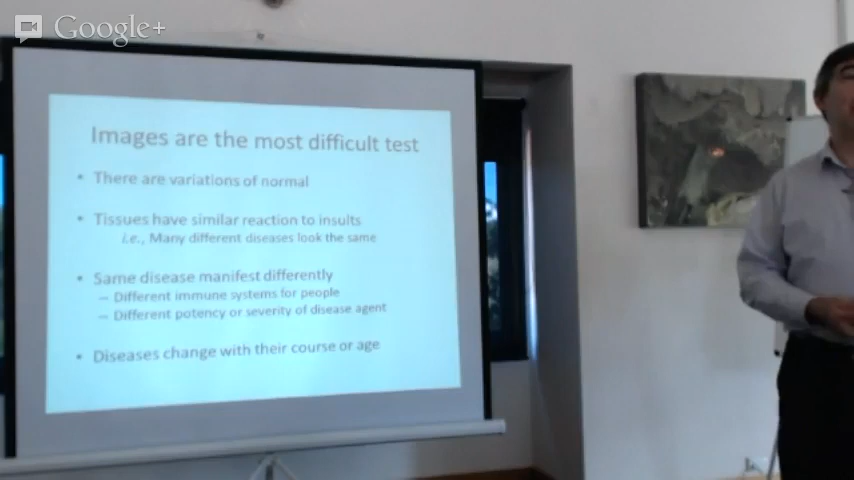 Google+
Images are the most difficult test
• There are variations of normal
• Tissues have similar reaction to insults
i.e., Many different diseases look the same
• Same disease manifest differently
– Different immune systems for people
– Different potency or severity of disease agent
• Diseases change with their course or age